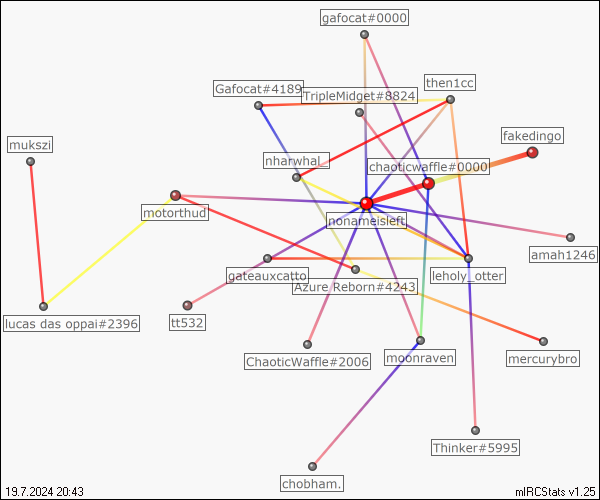 gafocat#0000
then1cc
Gafocat#4189
TripleMidget#8824
fakedingo
mukszi
nharwhal_
chaoticwaffle#0000
motorthud
nonameisleft
amah1246
gateauxcatto
leholy_otter
Azure Reborn#4243
lucas das oppai#2396
tt532
ChaoticWaffle#2006
moonraven
mercurybro
Thinker#5995
chobham.
19.7.2024 20:43
mIRCStats v1.25